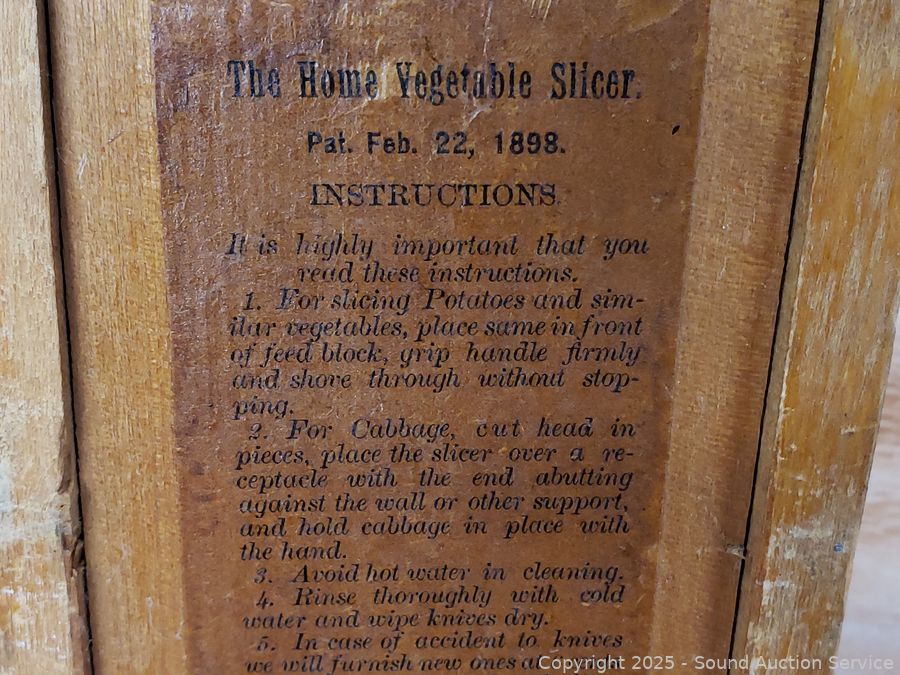 The Home Vegetable Slicer.
Pat. Feb. 22, 1898.
INSTRUCTIONS.
It is highly important that you
read these instructions.
1. For slicing Potatoes and sim-
ilar vegetables, place same in front
of feed block, grip handle firmly
and shove through without stop-
ping.
2. For Cabbage, cut head in
pieces, place the slicer over a re-
ceptacle with the end abutting
against the wall or other support,
and hold cabbage in place with
the hand.
3. Avoid hot water in cleaning.
4. Rinse thoroughly with cold
water and wipe knives dry.
5. In case of accident to knives
we will furnish new ones
Copyright 2025 - Sound Auction Service